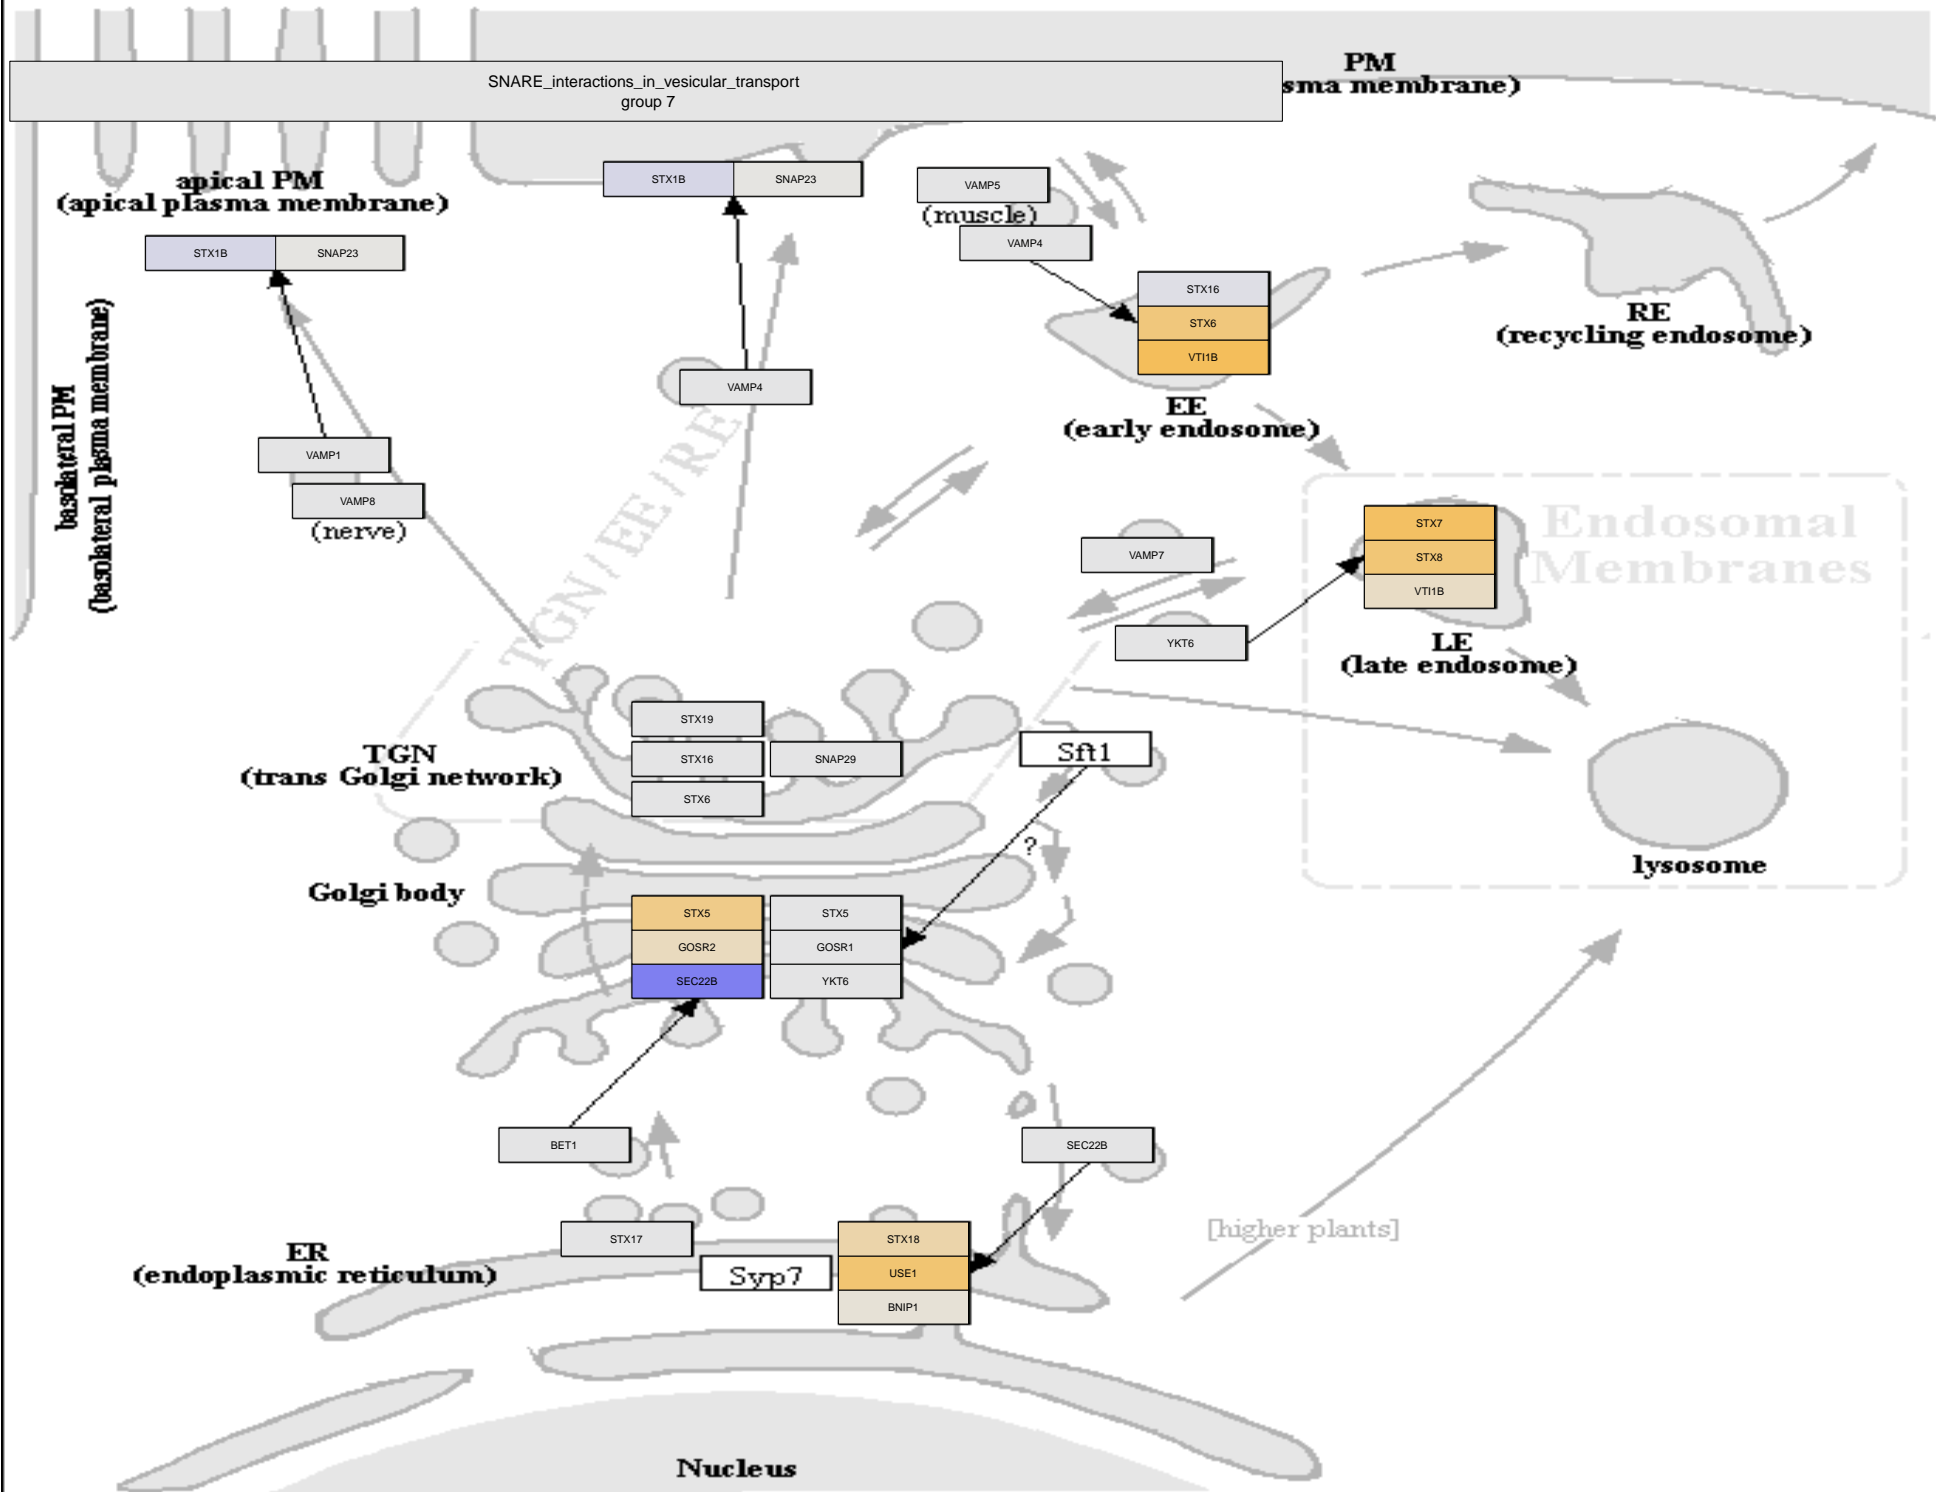 SNARE_interactions_in_vesicular_transport
group 7
PM
sma membrane)
apical PM
(apical plasma membrane)
STX1B
SNAP23
STX1B
SNAP23
VAMP5
(muscle)
VAMP4
STX16
STX6
VTI1B
EE
(early endosome)
RE
(recycling endosome)
basolateral PM
(basolateral plasma membrane)
VAMP4
VAMP1
VAMP8
(nerve)
TGN/EE/RE
VAMP7
YKT6
STX7
STX8
VTI1B
Endosomal
Membranes
LE
(late endosome)
lysosome
TGN
(trans Golgi network)
STX19
STX16
SNAP29
STX6
Sft1
?
Golgi body
STX5
GOSR2
SEC22B
STX5
GOSR1
YKT6
BET1
SEC22B
ER
(endoplasmic reticulum)
STX17
Syp7
STX18
USE1
BNIP1
[higher plants]
Nucleus